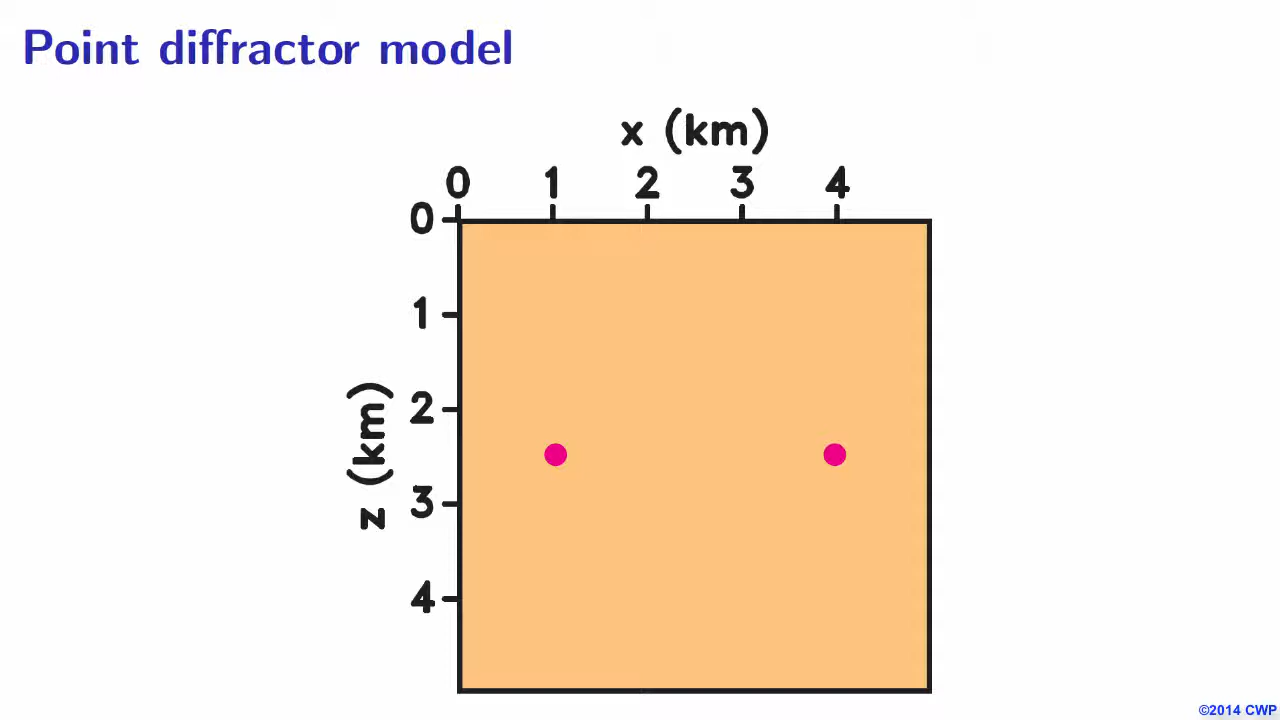 Point diffractor model
x (km)
0 1 2 3 4
0
1
2
3
4
z (km)
©2014 CWP